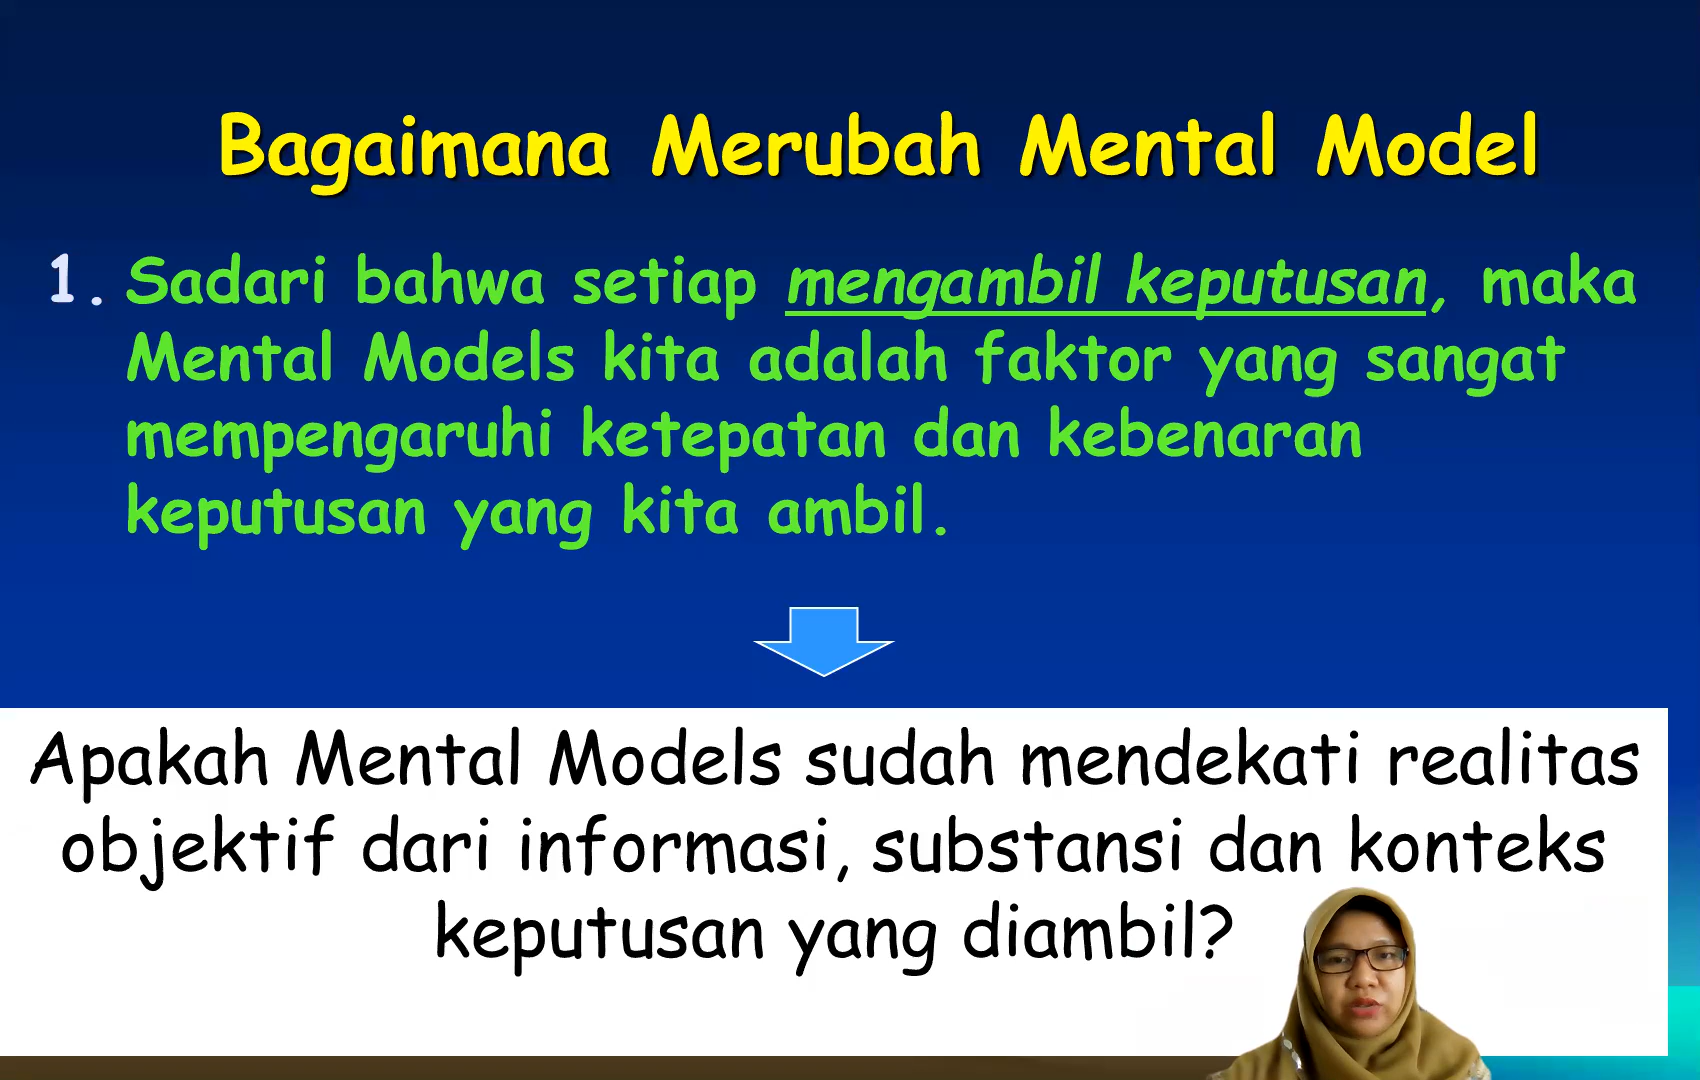 Bagaimana Merubah Mental Model
1. Sadari bahwa setiap mengambil keputusan, maka
Mental Models kita adalah faktor yang sangat
mempengaruhi ketepatan dan kebenaran
keputusan yang kita ambil.
Apakah Mental Models sudah mendekati realitas
objektif dari informasi, substansi dan konteks
keputusan yang diambil?